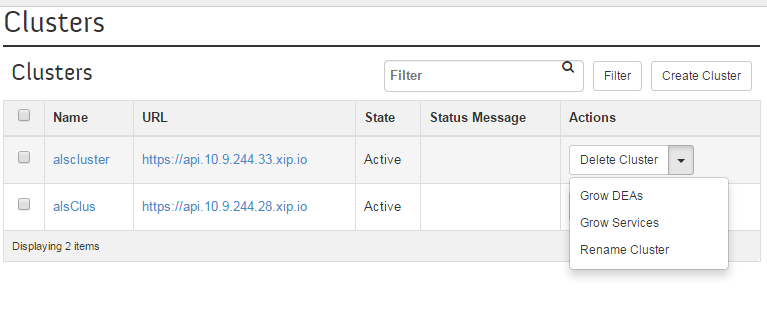 Clusters
Clusters
Filter
Filter
Create Cluster
Name URL State Status Message Actions
alscluster https://api.10.9.244.33.xip.io Active Delete Cluster
Grow DEAs
alsClus https://api.10.9.244.28.xip.io Active
Grow Services
Rename Cluster
Displaying 2 items